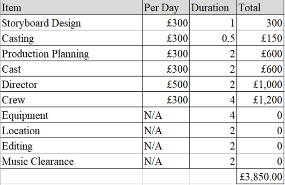 Item Per Day Duration Total
Storyboard Design £300 1 300
Casting £300 0.5 £150
Production Planning £300 2 £600
Cast £300 2 £600
Director £500 2 £1,000
Crew £300 4 £1,200
Equipment N/A 4 0
Location N/A 2 0
Editing N/A 2 0
Music Clearance N/A 2 0
£3,850.00